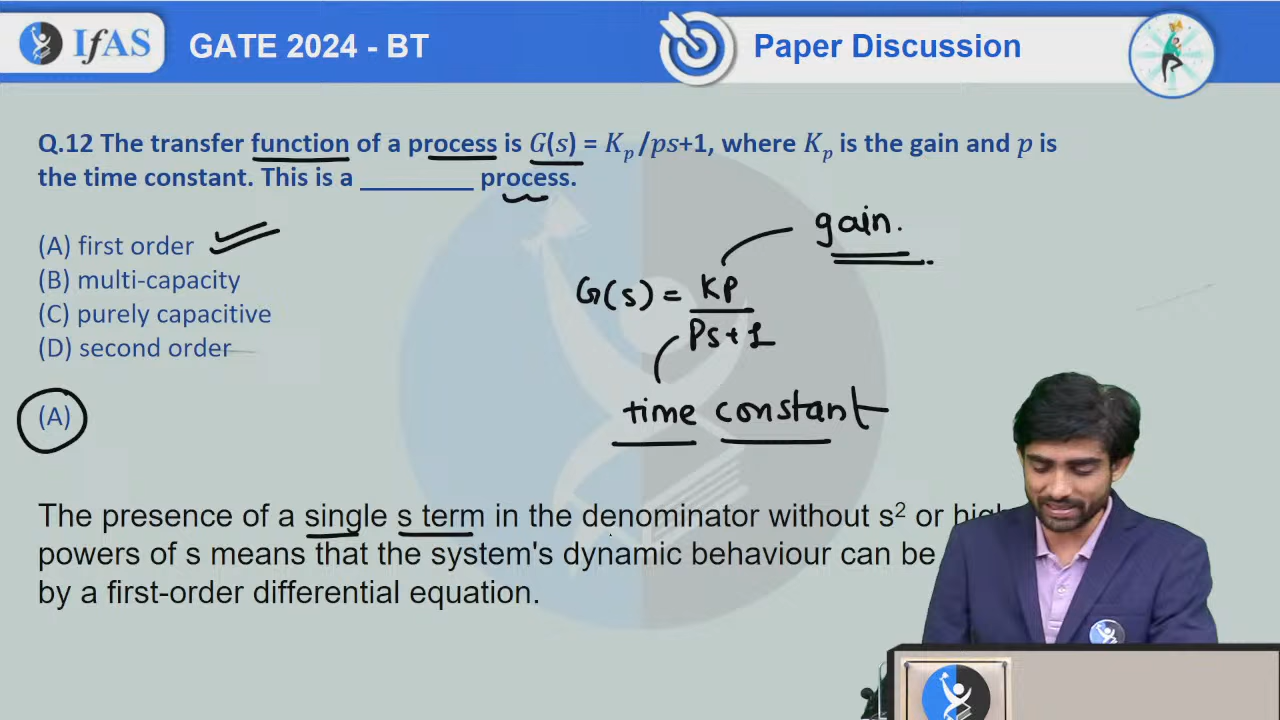 IfAS
GATE 2024 - BT
Paper Discussion
Q.12 The transfer function of a process is G(s) = Kp /ps+1, where Kp is the gain and p is
the time constant. This is a ________ process.
(A) first order
(B) multi-capacity
(C) purely capacitive
(D) second order
(A)
gain.
G(s) = KP
Ps+1
time constant
The presence of a single s term in the denominator without s² or
powers of s means that the system's dynamic behaviour can be
by a first-order differential equation.